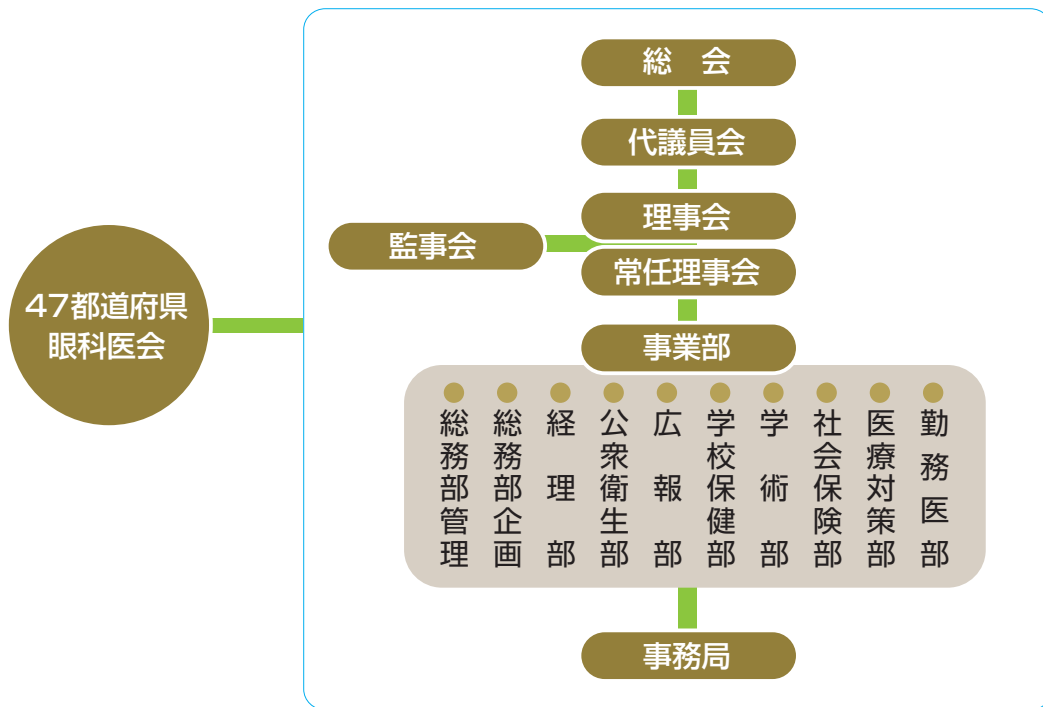 総　会
代議員会
理事会
監事会
常任理事会
47都道府県
眼科医会
事業部
総務部管理
総務部企画
経理部
公衆衛生部
広報部
学校保健部
学術部
社会保険部
医療対策部
勤務医部
事務局